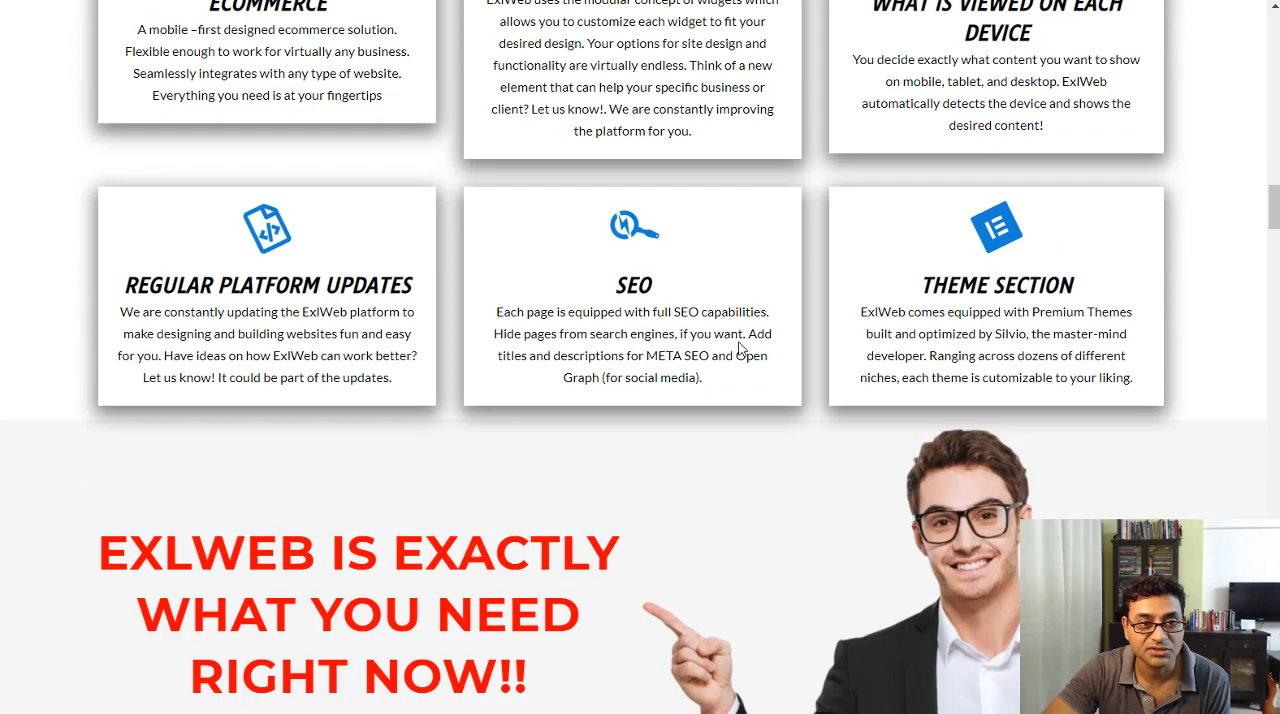 ECOMMERCE
A mobile –first designed ecommerce solution.
Flexible enough to work for virtually any business.
Seamlessly integrates with any type of website.
Everything you need is at your fingertips
ExlWeb uses the modular concept of widgets which
allows you to customize each widget to fit your
desired design. Your options for site design and
functionality are virtually endless. Think of a new
element that can help your specific business or
client? Let us know!. We are constantly improving
the platform for you.
WHAT IS VIEWED ON EACH
DEVICE
You decide exactly what content you want to show
on mobile, tablet, and desktop. ExlWeb
automatically detects the device and shows the
desired content!
REGULAR PLATFORM UPDATES
We are constantly updating the ExlWeb platform to
make designing and building websites fun and easy
for you. Have ideas on how ExlWeb can work better?
Let us know! It could be part of the updates.
SEO
Each page is equipped with full SEO capabilities.
Hide pages from search engines, if you want. Add
titles and descriptions for META SEO and Open
Graph (for social media).
THEME SECTION
ExlWeb comes equipped with Premium Themes
built and optimized by Silvio, the master-mind
developer. Ranging across dozens of different
niches, each theme is cutomizable to your liking.
EXLWEB IS EXACTLY
WHAT YOU NEED
RIGHT NOW!!